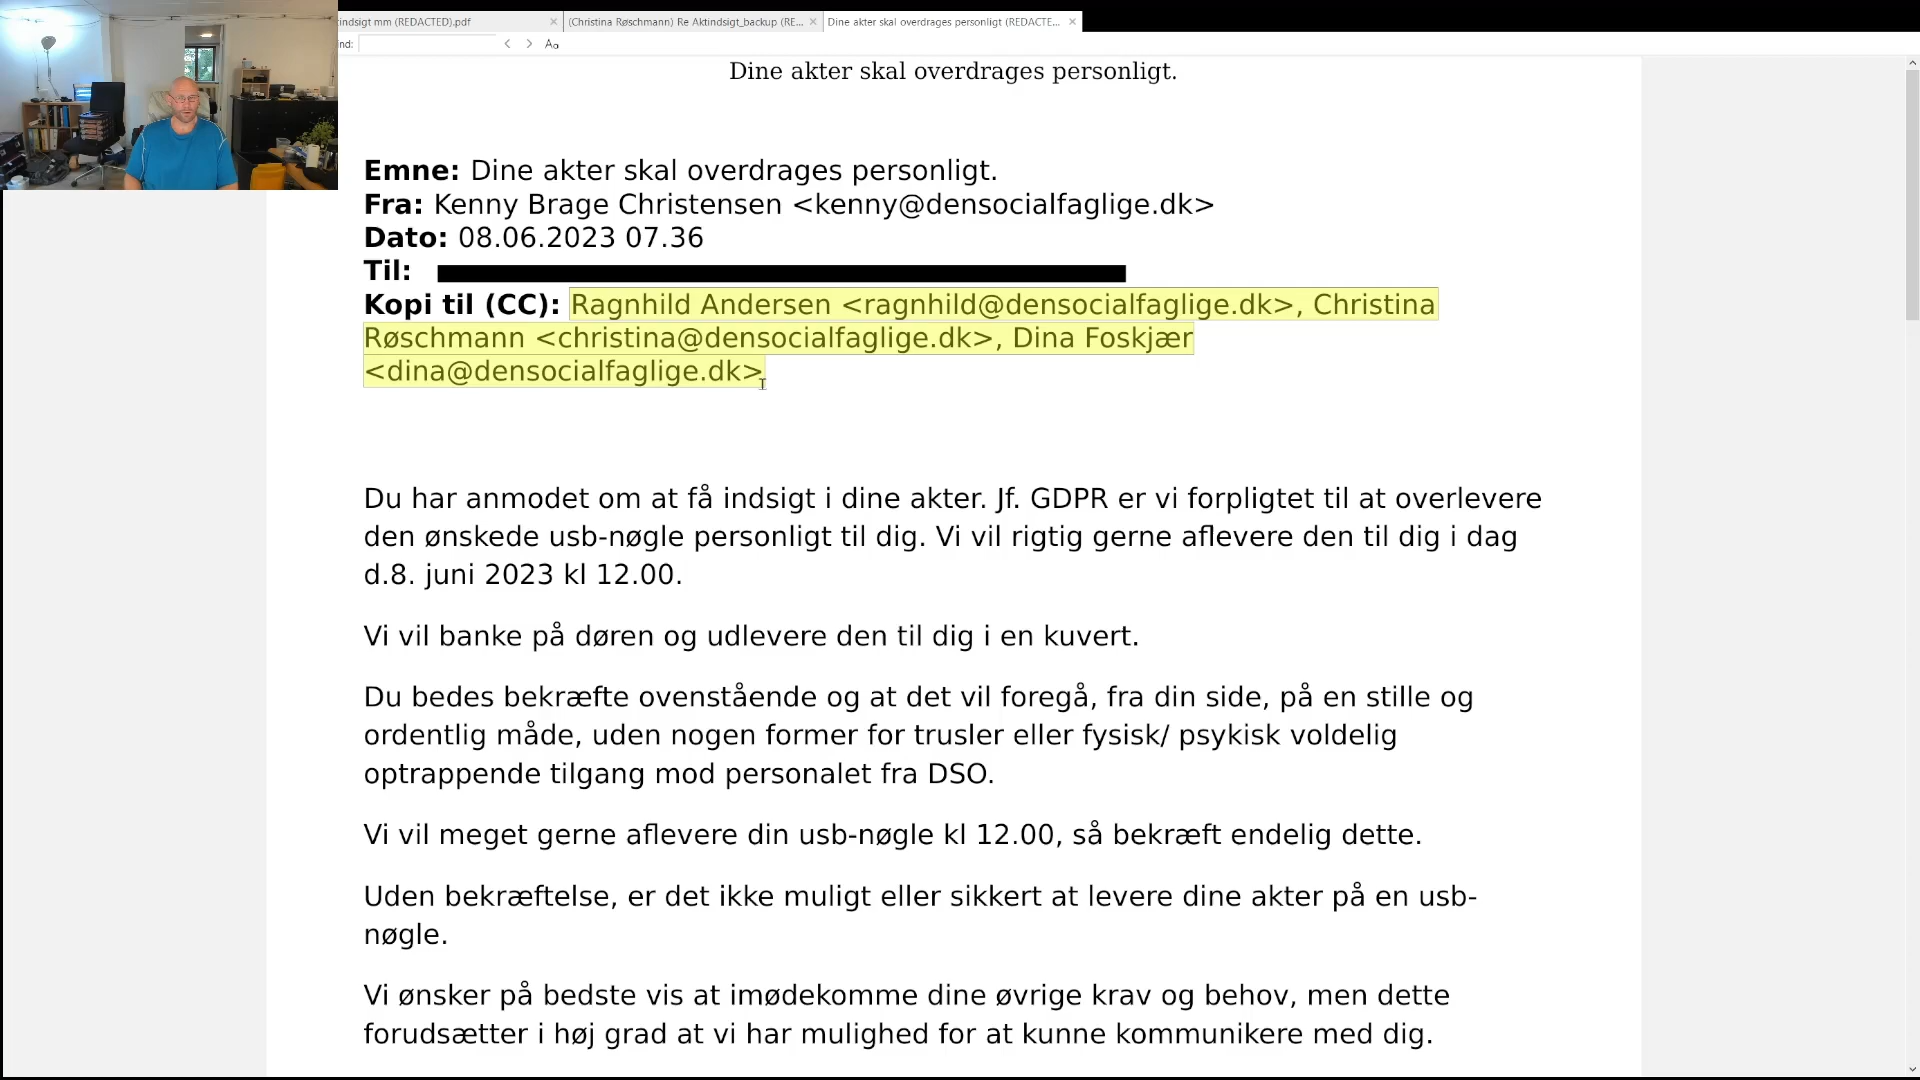 indsigt mm (REDACTED).pdf
(Christina Røschmann) Re Aktindsigt_backup (RE...
Dine akter skal overdrages personligt (REDACTE...
ind:
Dine akter skal overdrages personligt.
Emne: Dine akter skal overdrages personligt.
Fra: Kenny Brage Christensen <kenny@densocialfaglige.dk>
Dato: 08.06.2023 07.36
Til:
Kopi til (CC): Ragnhild Andersen <ragnhild@densocialfaglige.dk>, Christina
Røschmann <christina@densocialfaglige.dk>, Dina Foskjær
<dina@densocialfaglige.dk>
Du har anmodet om at få indsigt i dine akter. Jf. GDPR er vi forpligtet til at overlevere
den ønskede usb-nøgle personligt til dig. Vi vil rigtig gerne aflevere den til dig i dag
d.8. juni 2023 kl 12.00.
Vi vil banke på døren og udlevere den til dig i en kuvert.
Du bedes bekræfte ovenstående og at det vil foregå, fra din side, på en stille og
ordentlig måde, uden nogen former for trusler eller fysisk/ psykisk voldelig
optrappende tilgang mod personalet fra DSO.
Vi vil meget gerne aflevere din usb-nøgle kl 12.00, så bekræft endelig dette.
Uden bekræftelse, er det ikke muligt eller sikkert at levere dine akter på en usb-
nøgle.
Vi ønsker på bedste vis at imødekomme dine øvrige krav og behov, men dette
forudsætter i høj grad at vi har mulighed for at kunne kommunikere med dig.